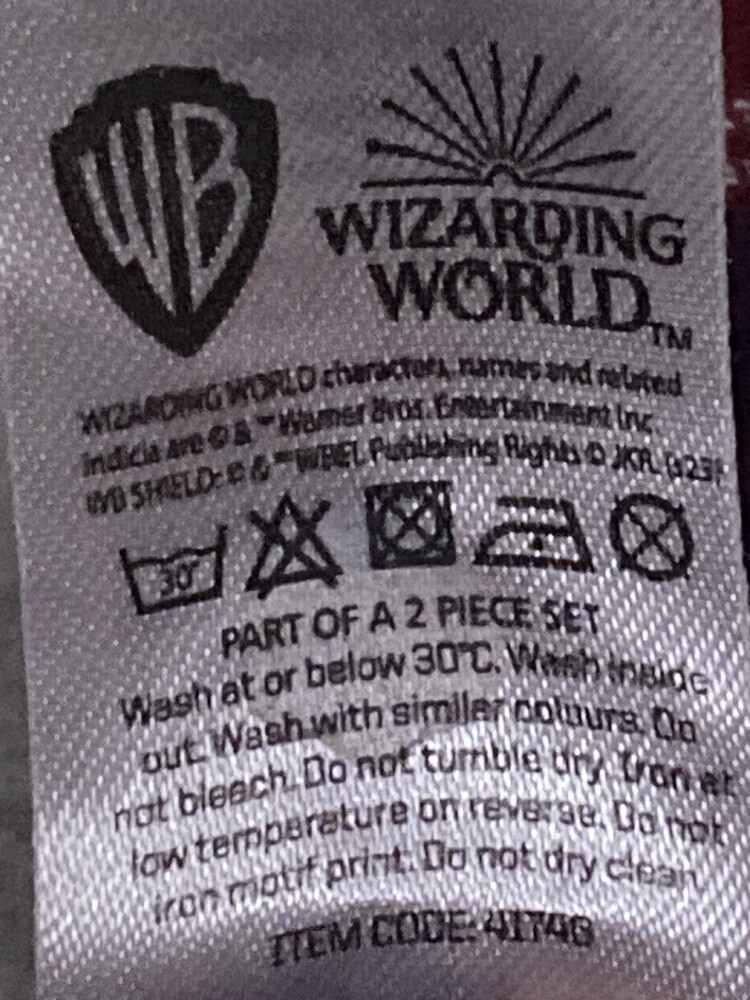 WB
WIZARDING
WORLD™
WIZARDING WORLD characters, names and related
indicia are © & ™ Warner Bros. Entertainment Inc.
WB SHIELD: © & ™ WBEI. Publishing Rights © JKR. (s23)
30°
PART OF A 2 PIECE SET
Wash at or below 30°C. Wash inside
out. Wash with similer colours. Do
not bleach. Do not tumble dry. Iron at
low temperature on reverse. Do not
iron motif print. Do not dry clean.
ITEM CODE: 41746